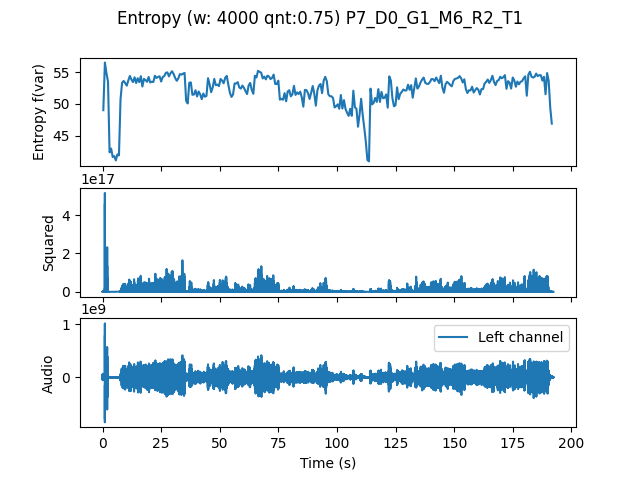 Entropy (w: 4000 qnt:0.75) P7_D0_G1_M6_R2_T1
Entropy f(var)
55
50
45
1e17
Squared
4
2
0
1e9
Audio
1
0
Left channel
0 25 50 75 100 125 150 175 200
Time (s)